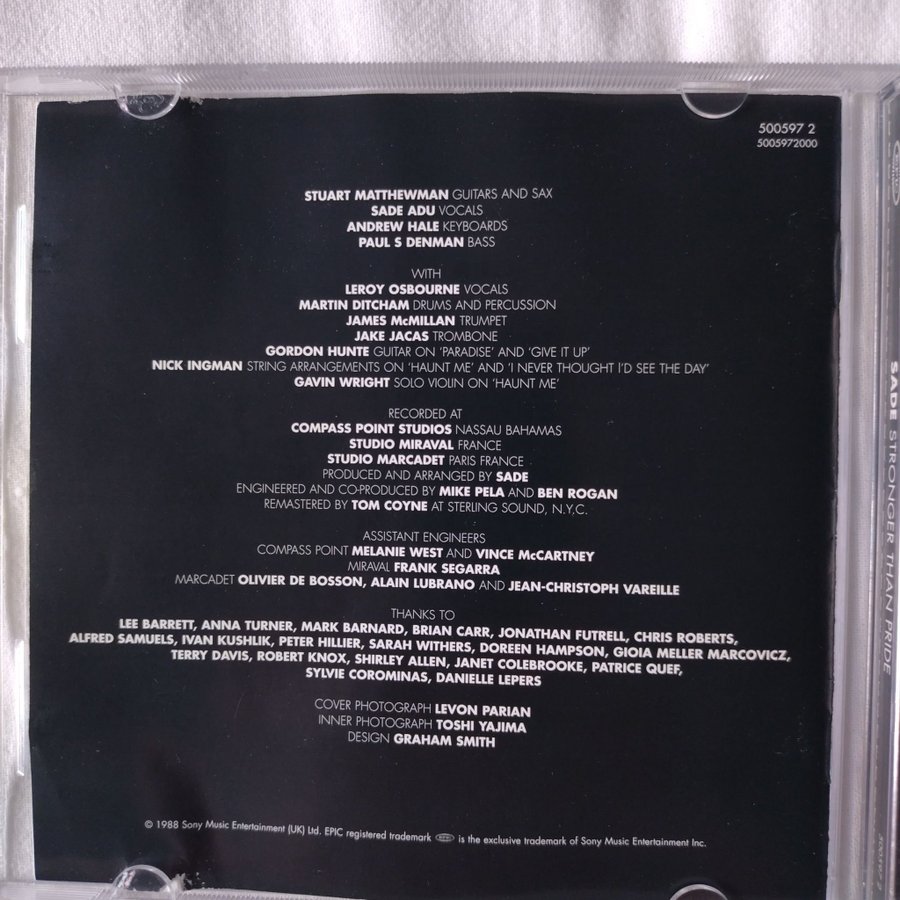 500597 2
5005972000
STUART MATTHEWMAN GUITARS AND SAX
SADE ADU VOCALS
ANDREW HALE KEYBOARDS
PAUL S DENMAN BASS
WITH
LEROY OSBOURNE VOCALS
MARTIN DITCHAM DRUMS AND PERCUSSION
JAMES McMILLAN TRUMPET
JAKE JACAS TROMBONE
GORDON HUNTE GUITAR ON ‘PARADISE’ AND ‘GIVE IT UP’
NICK INGMAN STRING ARRANGEMENTS ON ‘HAUNT ME’ AND ‘I NEVER THOUGHT I’D SEE THE DAY’
GAVIN WRIGHT SOLO VIOLIN ON ‘HAUNT ME’
RECORDED AT
COMPASS POINT STUDIOS NASSAU BAHAMAS
STUDIO MIRAVAL FRANCE
STUDIO MARCADET PARIS FRANCE
PRODUCED AND ARRANGED BY SADE
ENGINEERED AND CO-PRODUCED BY MIKE PELA AND BEN ROGAN
REMASTERED BY TOM COYNE AT STERLING SOUND, N.Y.C.
ASSISTANT ENGINEERS
COMPASS POINT MELANIE WEST AND VINCE McCARTNEY
MIRAVAL FRANK SEGARRA
MARCADET OLIVIER DE BOSSON, ALAIN LUBRANO AND JEAN-CHRISTOPH VAREILLE
THANKS TO
LEE BARRETT, ANNA TURNER, MARK BARNARD, BRIAN CARR, JONATHAN FUTRELL, CHRIS ROBERTS,
ALFRED SAMUELS, IVAN KUSHLIK, PETER HILLIER, SARAH WITHERS, DOREEN HAMPSON, GIOIA MELLER MARCOVICZ,
TERRY DAVIS, ROBERT KNOX, SHIRLEY ALLEN, JANET COLEBROOKE, PATRICE QUEF,
SYLVIE COROMINAS, DANIELLE LEPERS
COVER PHOTOGRAPH LEVON PARIAN
INNER PHOTOGRAPH TOSHI YAJIMA
DESIGN GRAHAM SMITH
© 1988 Sony Music Entertainment (UK) Ltd. EPIC registered trademark epic is the exclusive trademark of Sony Music Entertainment Inc.
SADE STRONGER THAN PRIDE